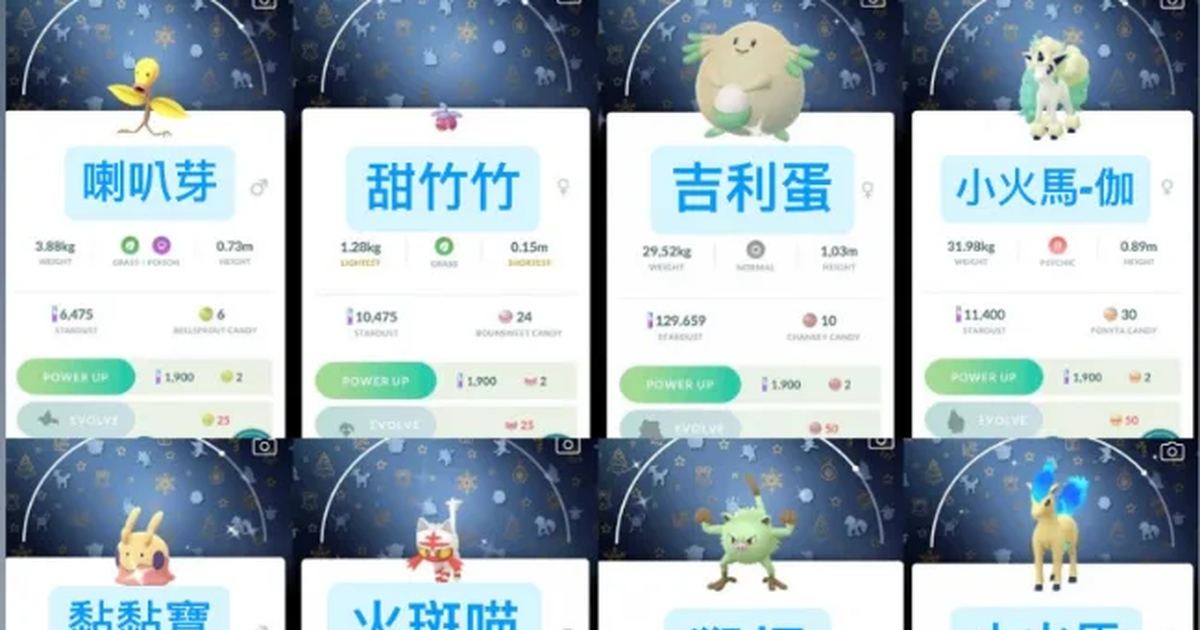 喇叭芽
3.88kg
WEIGHT
GRASS / POISON
0.73m
HEIGHT
6,475
STARDUST
6
BELLSPROUT CANDY
POWER UP
1,900
2
EVOLVE
25
甜竹竹
1.28kg
LIGHTEST
GRASS
0.15m
SHORTEST
10,475
STARDUST
24
BOUNSWEET CANDY
POWER UP
1,900
2
EVOLVE
25
吉利蛋
29,52kg
WEIGHT
NORMAL
1,03m
HEIGHT
129.659
STARDUST
10
CHANSEY CANDY
POWER UP
1,900
2
EVOLVE
50
小火馬-伽
31.98kg
WEIGHT
PSYCHIC
0.89m
HEIGHT
11,400
STARDUST
30
PONYTA CANDY
POWER UP
1,900
2
EVOLVE
50
黏黏寶
火斑喵